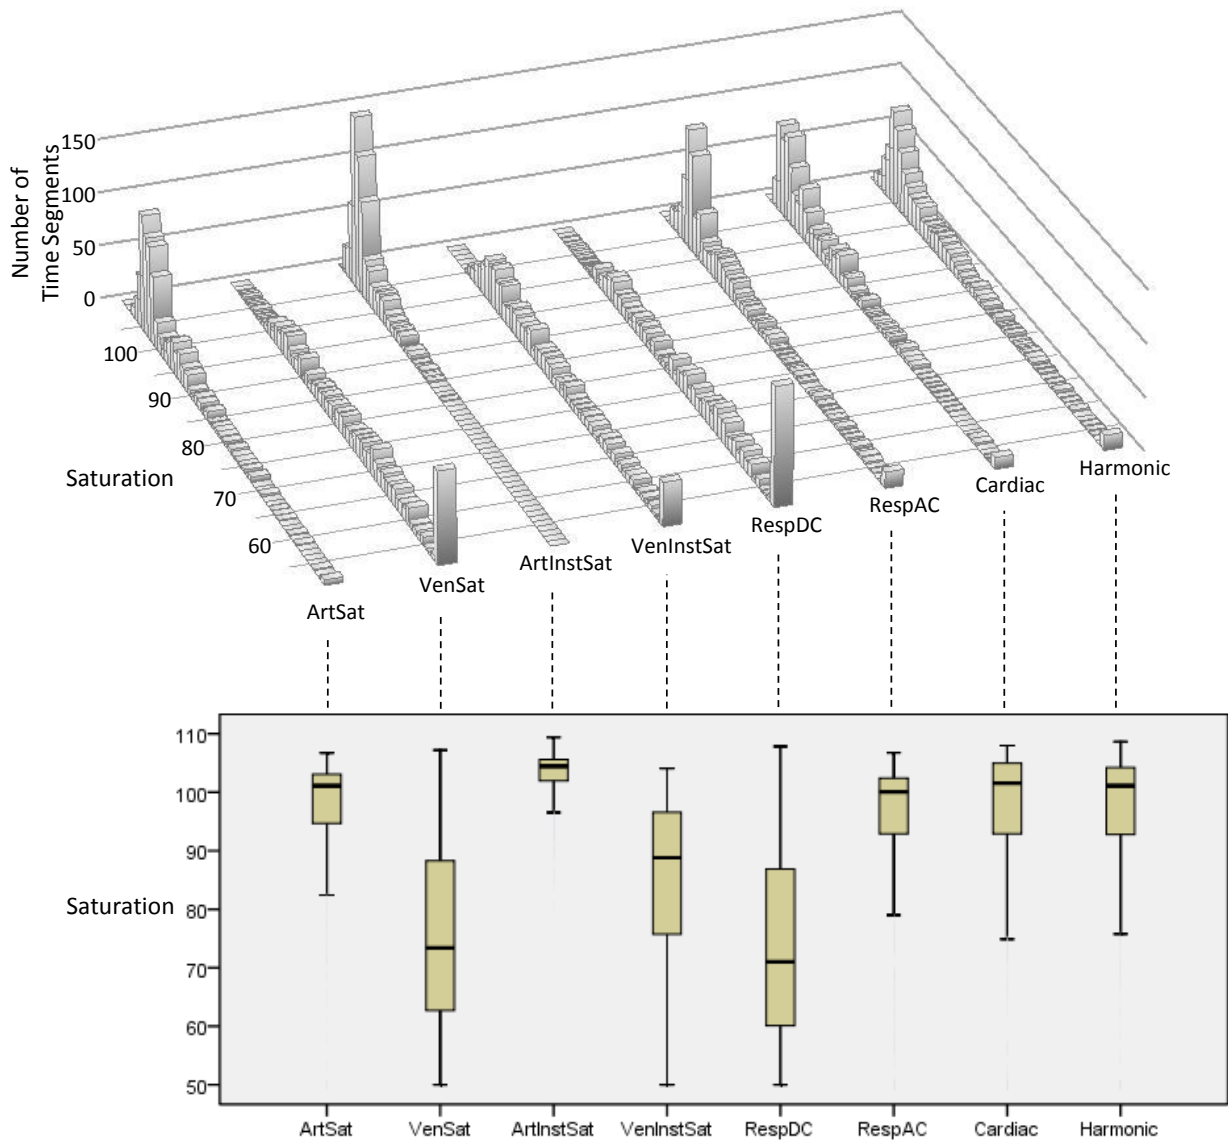 Number of
Time Segments
150
100
50
0
100
90
80
70
60
Saturation
ArtSat
VenSat
ArtInstSat
VenInstSat
RespDC
RespAC
Cardiac
Harmonic
Saturation
110
100
90
80
70
60
50
ArtSat
VenSat
ArtInstSat
VenInstSat
RespDC
RespAC
Cardiac
Harmonic